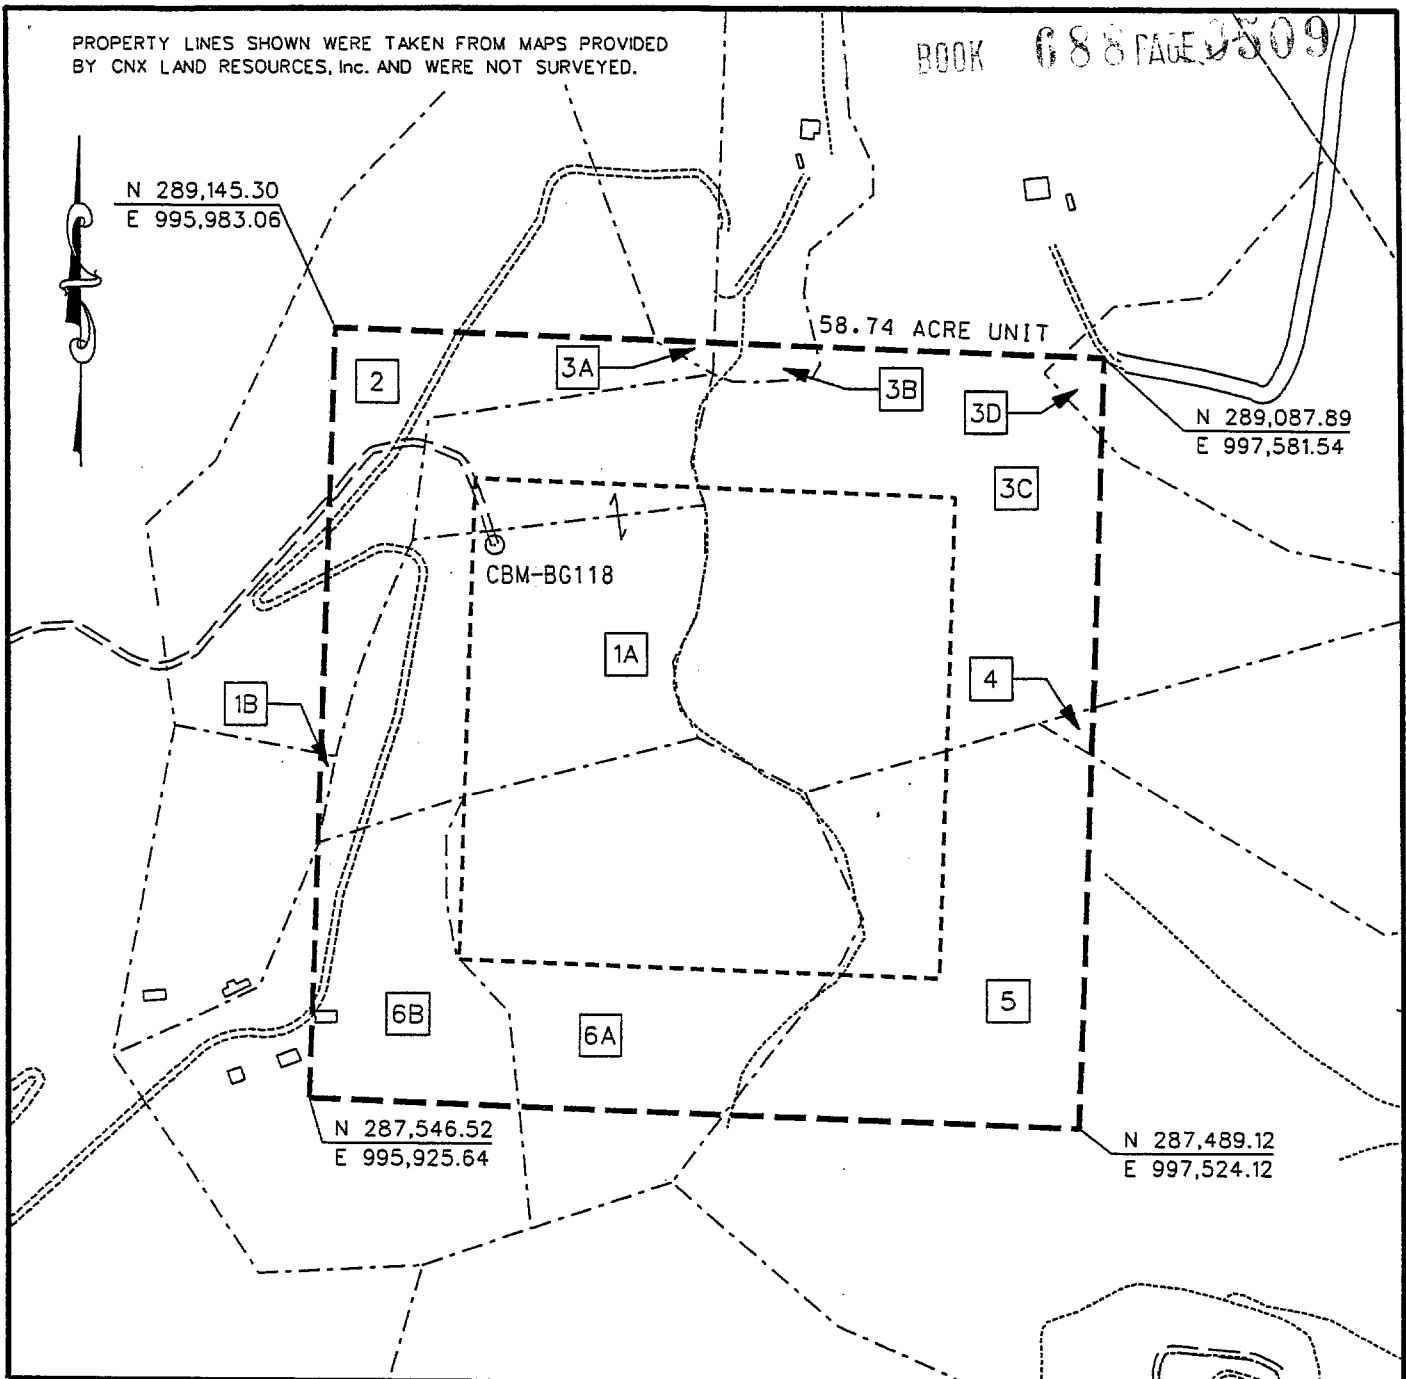 PROPERTY LINES SHOWN WERE TAKEN FROM MAPS PROVIDED
BY CNX LAND RESOURCES, Inc. AND WERE NOT SURVEYED.
BOOK 688 PAGE 0509
N 289,145.30
E 995,983.06
58.74 ACRE UNIT
2
3A
3B
3D
N 289,087.89
E 997,581.54
3C
CBM-BG118
1A
4
1B
5
6B
6A
N 287,546.52
E 995,925.64
N 287,489.12
E 997,524.12